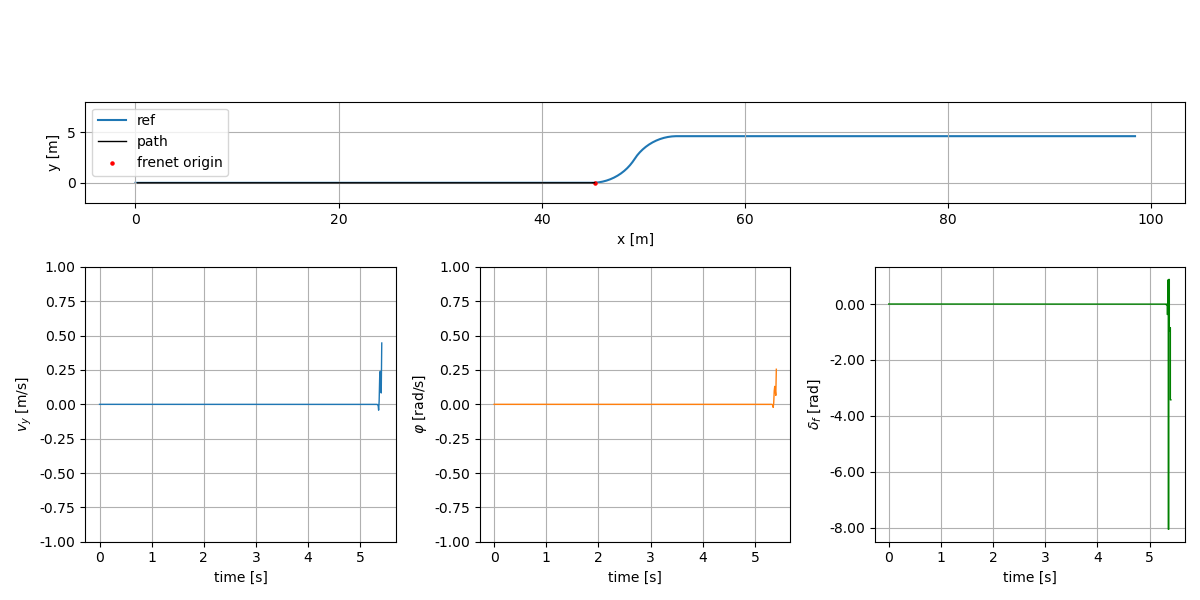 ref
path
frenet origin
y [m]
5
0
0 20 40 60 80 100
x [m]
1.00
0.75
0.50
0.25
0.00
-0.25
-0.50
-0.75
-1.00
v_y [m/s]
0 1 2 3 4 5
time [s]
1.00
0.75
0.50
0.25
0.00
-0.25
-0.50
-0.75
-1.00
φ [rad/s]
0 1 2 3 4 5
time [s]
0.00
-2.00
-4.00
-6.00
-8.00
δ_f [rad]
0 1 2 3 4 5
time [s]